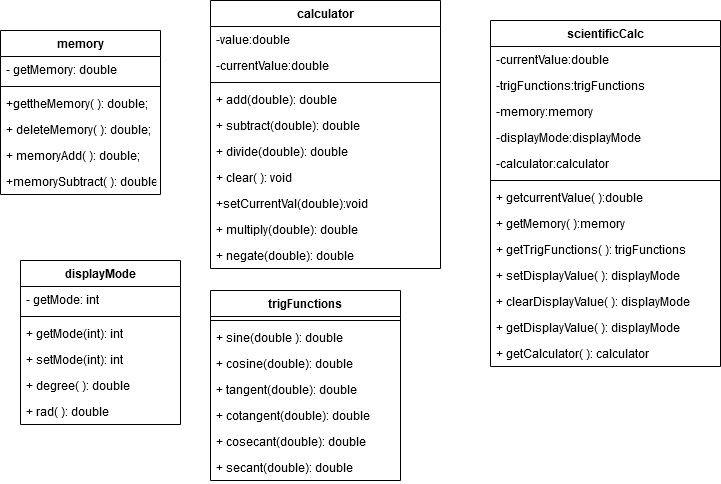 memory
- getMemory: double
+gettheMemory( ): double;
+ deleteMemory( ): double;
+ memoryAdd( ): double;
+memorySubtract( ): double
calculator
-value:double
-currentValue:double
+ add(double): double
+ subtract(double): double
+ divide(double): double
+ clear( ): void
+setCurrentVal(double):void
+ multiply(double): double
+ negate(double): double
scientificCalc
-currentValue:double
-trigFunctions:trigFunctions
-memory:memory
-displayMode:displayMode
-calculator:calculator
+ getcurrentValue( ):double
+ getMemory( ):memory
+ getTrigFunctions( ): trigFunctions
+ setDisplayValue( ): displayMode
+ clearDisplayValue( ): displayMode
+ getDisplayValue( ): displayMode
+ getCalculator( ): calculator
displayMode
- getMode: int
+ getMode(int): int
+ setMode(int): int
+ degree( ): double
+ rad( ): double
trigFunctions
+ sine(double ): double
+ cosine(double): double
+ tangent(double): double
+ cotangent(double): double
+ cosecant(double): double
+ secant(double): double